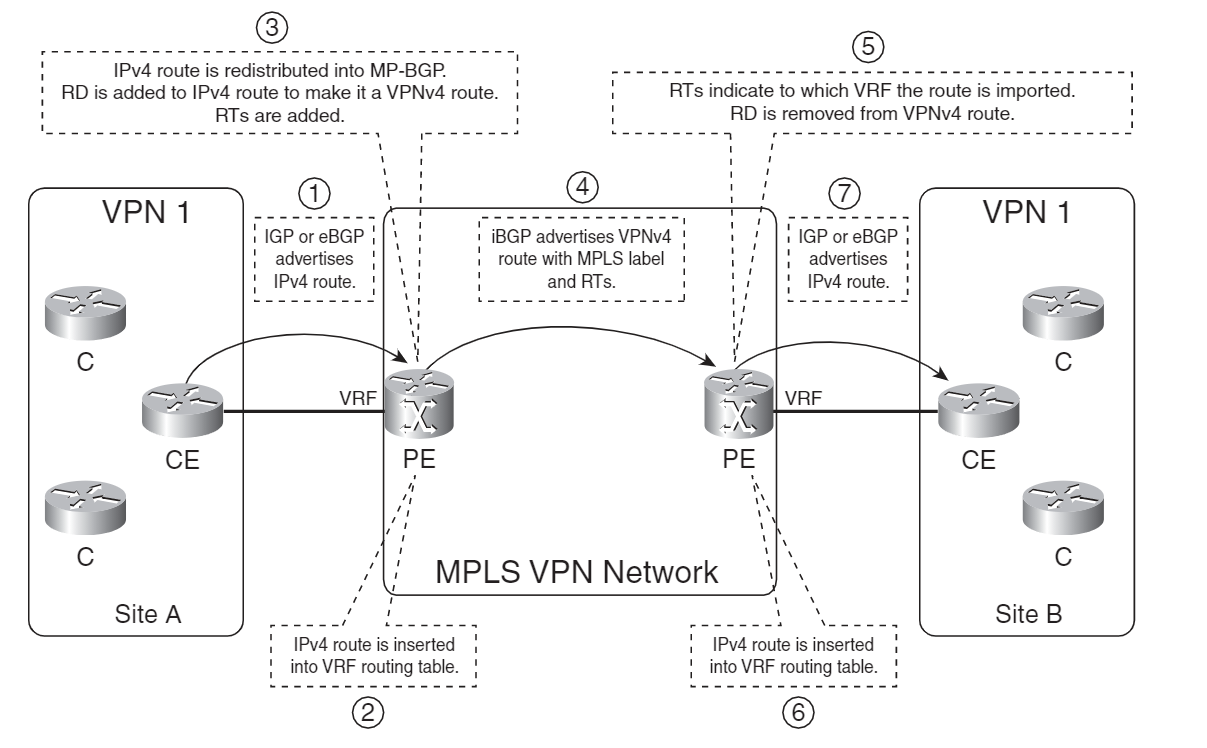 3
IPv4 route is redistributed into MP-BGP.
RD is added to IPv4 route to make it a VPNv4 route.
RTs are added.
5
RTs indicate to which VRF the route is imported.
RD is removed from VPNv4 route.
VPN 1
1
IGP or eBGP
advertises
IPv4 route.
4
iBGP advertises VPNv4
route with MPLS label
and RTs.
7
IGP or eBGP
advertises
IPv4 route.
VPN 1
C
CE
C
Site A
VRF
PE
MPLS VPN Network
PE
VRF
C
CE
C
Site B
IPv4 route is inserted
into VRF routing table.
2
IPv4 route is inserted
into VRF routing table.
6